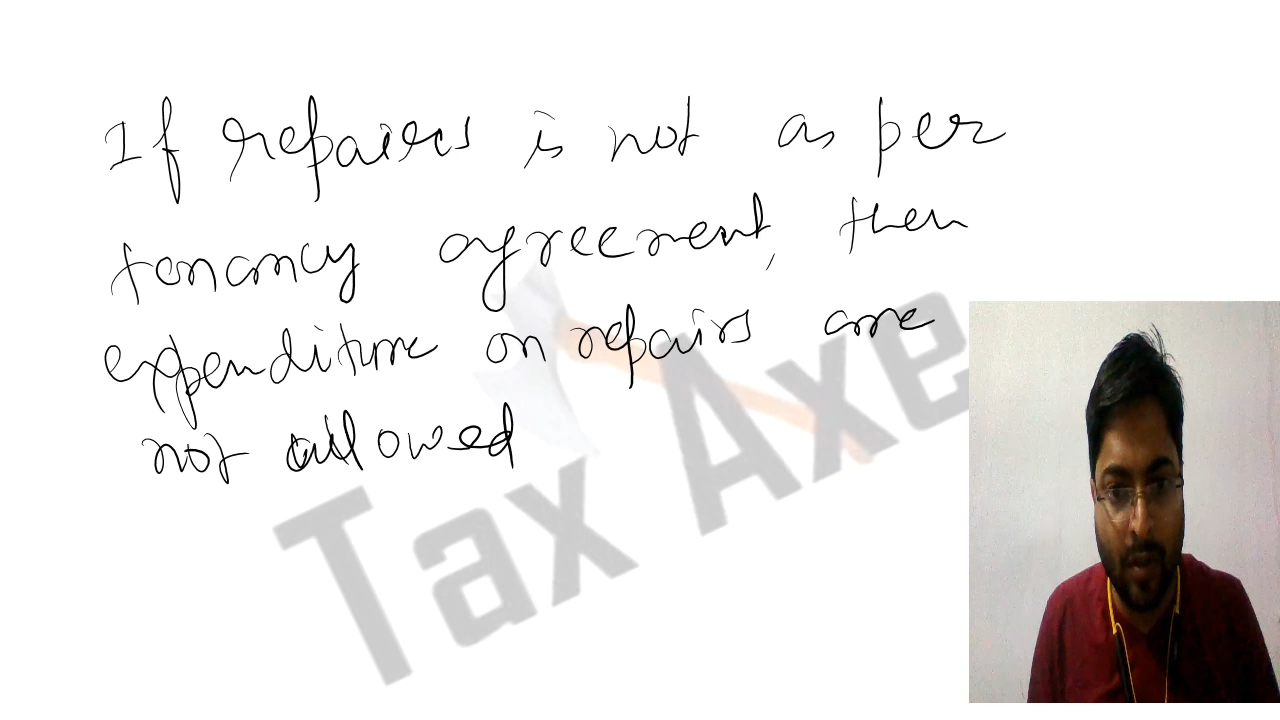 If repairs is not as per
tenancy agreement, then
expenditure on repairs are
not allowed
Tax Axe